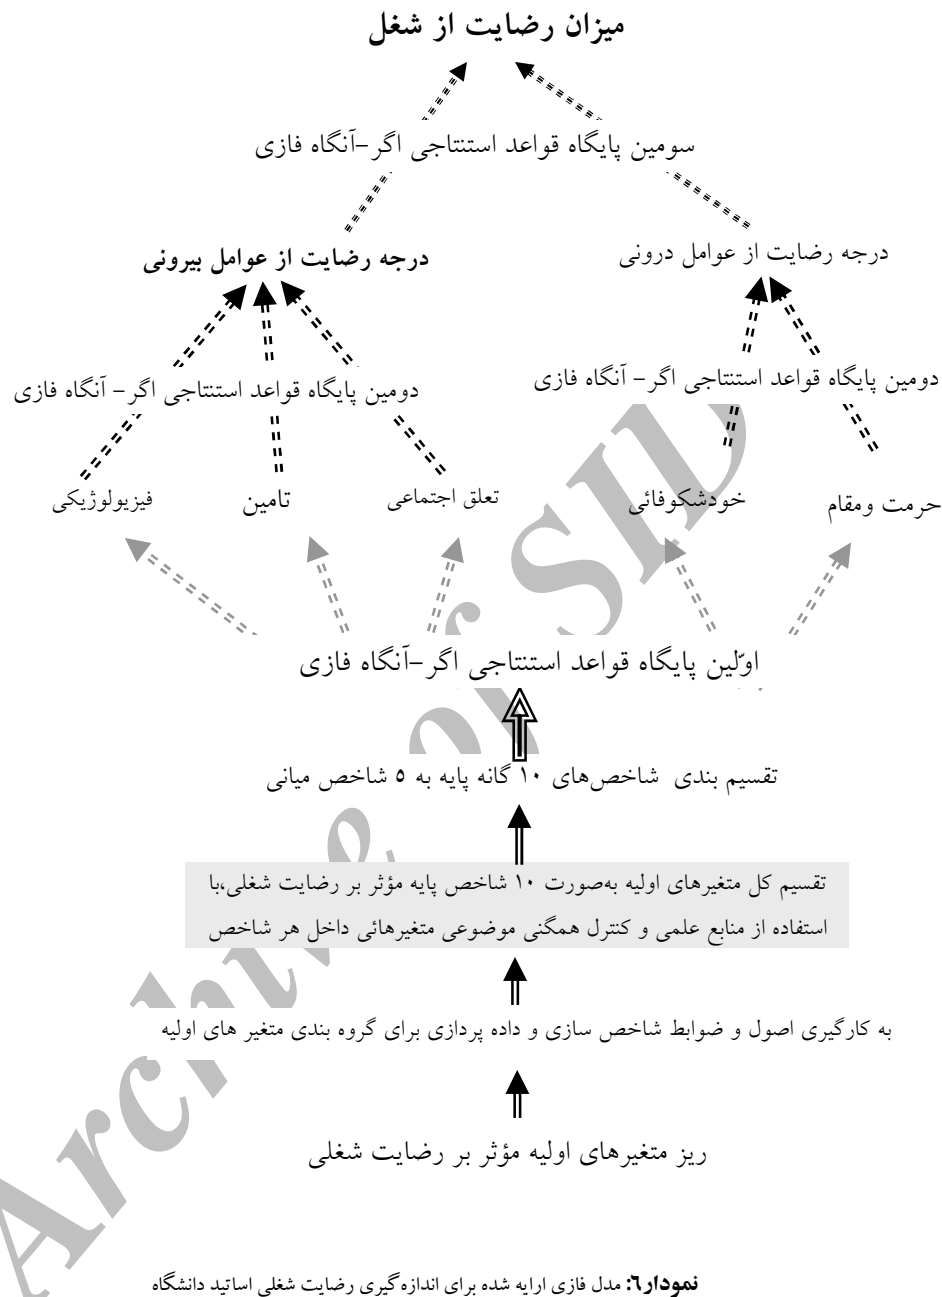 میزان رضایت از شغل
سومین پایگاه قواعد استنتاجی اگر –آنگاه فازی
درجه رضایت از عوامل درونی
درجه رضایت از عوامل بیرونی
دومین پایگاه قواعد استنتاجی اگر – آنگاه فازی
دومین پایگاه قواعد استنتاجی اگر – آنگاه فازی
حرمت ومقام
خودشکوفائی
تعلق اجتماعی
تامین
فیزیولوژیکی
اوّلین پایگاه قواعد استنتاجی اگر –آنگاه فازی
تقسیم بندی شاخص‌های ۱۰ گانه پایه به ۵ شاخص میانی
تقسیم کل متغیرهای اولیه به‌صورت ۱۰ شاخص پایه مؤثر بر رضایت شغلی،با
استفاده از منابع علمی و کنترل همگنی موضوعی متغیرهائی داخل هر شاخص
به کارگیری اصول و ضوابط شاخص سازی و داده پردازی برای گروه بندی متغیر های اولیه
ریز متغیرهای اولیه مؤثر بر رضایت شغلی
نمودار٦: مدل فازی ارایه شده برای اندازه‌گیری رضایت شغلی اساتید دانشگاه
Archive of SID